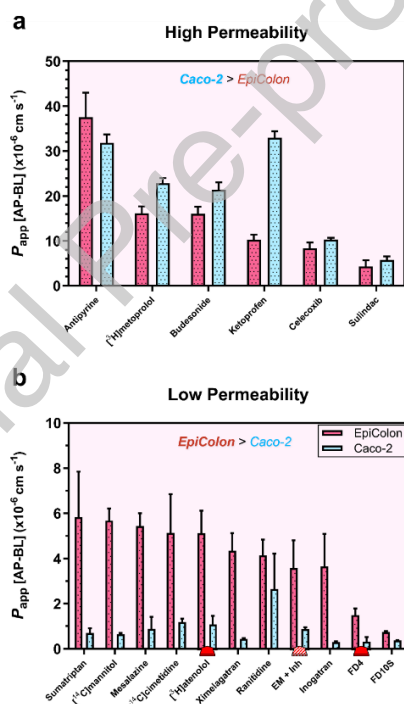 a
High Permeability
Caco-2 > EpiColon
Papp [AP-BL] (x10-6 cm s-1)
50
40
30
20
10
0
Antipyrine
[3H]metoprolol
Budesonide
Ketoprofen
Celecoxib
Sulindac
b
Low Permeability
EpiColon > Caco-2
EpiColon
Caco-2
Papp [AP-BL] (x10-6 cm s-1)
10
8
6
4
2
0
Sumatriptan
[14C]mannitol
Mesalazine
[14C]cimetidine
[3H]atenolol
Ximelagatran
Ranitidine
EM + Inh
Inogatran
FD4
FD10S
nal Pre-pro